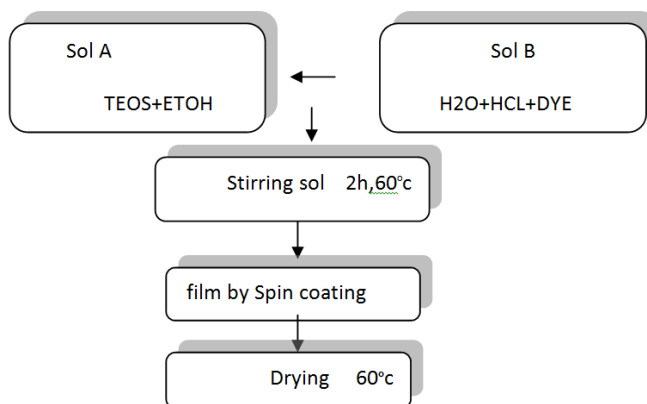 Sol A
TEOS+ETOH
Sol B
H2O+HCL+DYE
Stirring sol 2h,60°c
film by Spin coating
Drying 60°c